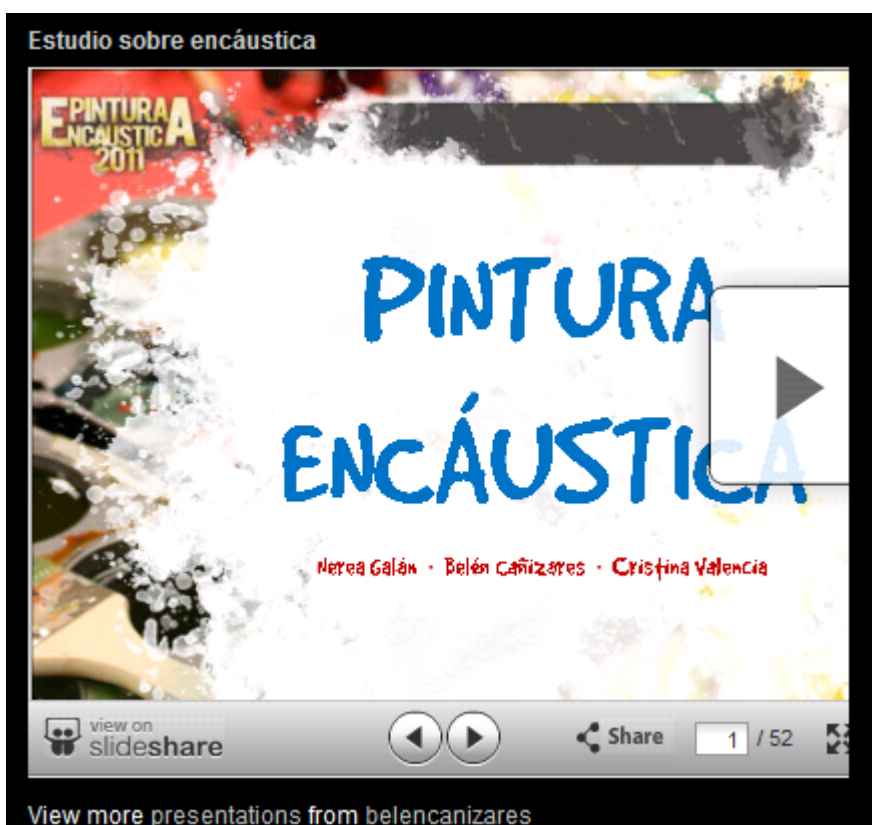 Estudio sobre encáustica
PINTURA
ENCÁUSTICA
2011
PINTURA
ENCÁUSTICA
Nerea Galán - Belén Cañizares - Cristina Valencia
view on
slideshare
Share
1 / 52
View more presentations from belencanizares